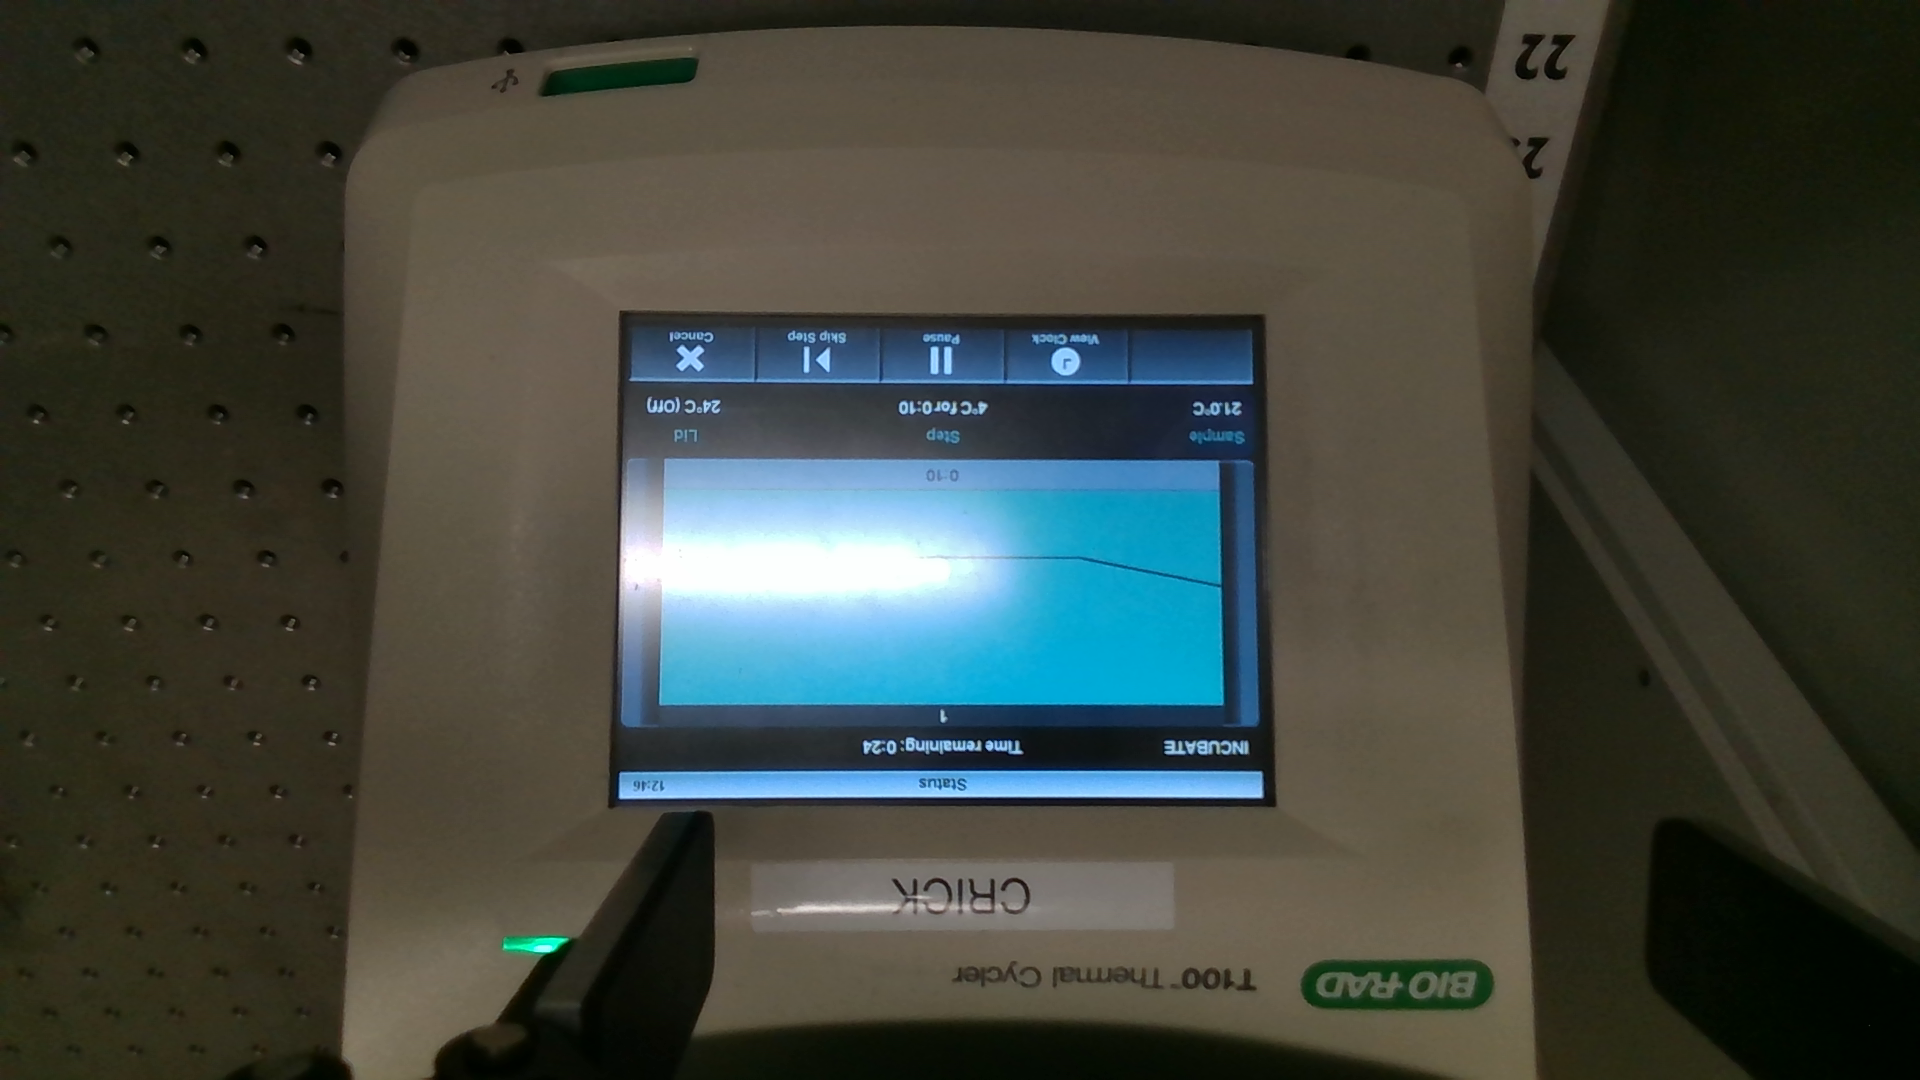 BIO-RAD
T100™ Thermal Cycler
CRICK
Status
12:46
INCUBATE
Time remaining: 0:24
1
0:10
Sample
Step
Lid
21.0°C
4°C for 0:10
24°C (Off)
View Clock
Pause
Skip Step
Cancel
22